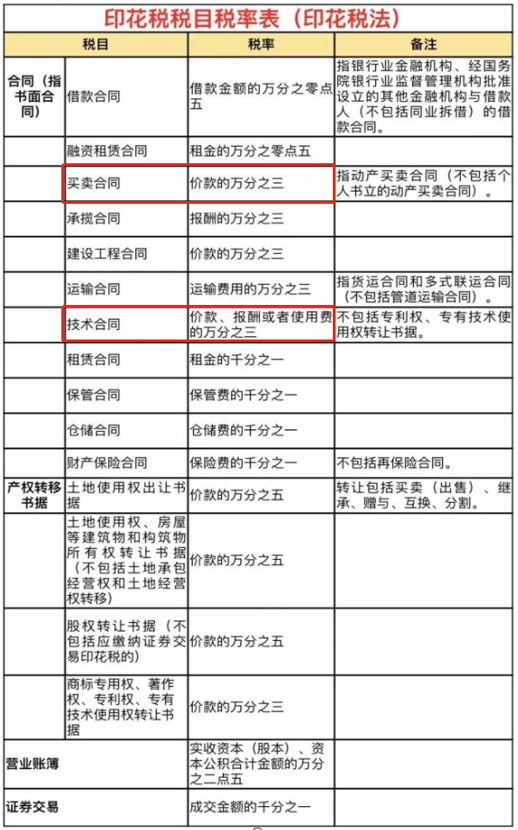 印花税税目税率表（印花税法）
税目 税率 备注
合同（指
书面合
同）
借款合同
借款金额的万分之零点
五
指银行业金融机构、经国务
院银行业监督管理机构批准
设立的其他金融机构与借款
人（不包括同业拆借）的借
款合同。
融资租赁合同 租金的万分之零点五
买卖合同 价款的万分之三
指动产买卖合同（不包括个
人书立的动产买卖合同）。
承揽合同 报酬的万分之三
建设工程合同 价款的万分之三
运输合同 运输费用的万分之三
指货运合同和多式联运合同
（不包括管道运输合同）。
技术合同
价款、报酬或者使用费
的万分之三
不包括专利权、专有技术使
用权转让书据。
租赁合同 租金的千分之一
保管合同 保管费的千分之一
仓储合同 仓储费的千分之一
财产保险合同 保险费的千分之一 不包括再保险合同。
产权转移
书据
土地使用权出让书
据
价款的万分之五
转让包括买卖（出售）、继
承、赠与、互换、分割。
土地使用权、房屋
等建筑物和构筑物
所有权转让书据
（不包括土地承包
经营权和土地经营
权转移）
价款的万分之五
股权转让书据（不
包括应缴纳证券交
易印花税的）
价款的万分之五
商标专用权、著作
权、专利权、专有
技术使用权转让书
据
价款的万分之三
营业账簿
实收资本（股本）、资
本公积合计金额的万分
之二点五
证券交易 成交金额的千分之一